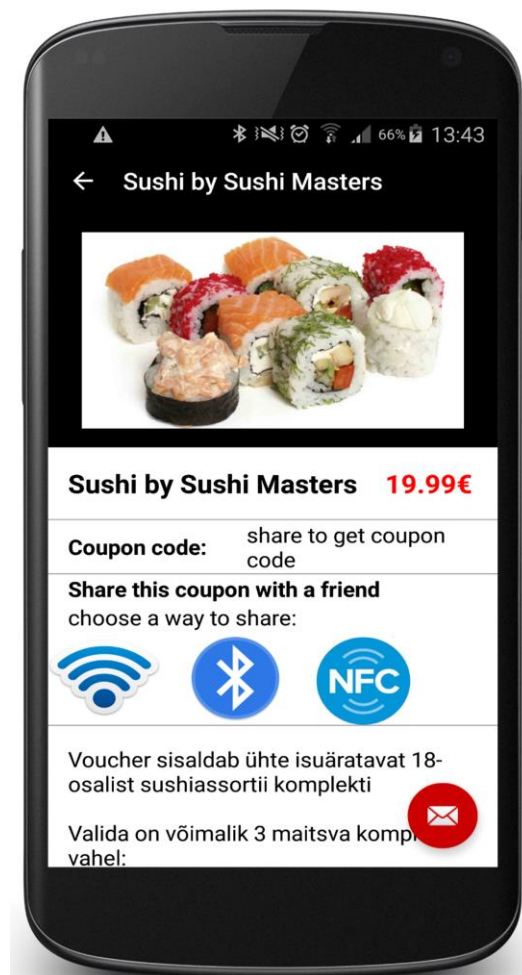 66% 13:43
Sushi by Sushi Masters
Sushi by Sushi Masters 19.99€
Coupon code:
share to get coupon
code
Share this coupon with a friend
choose a way to share:
NFC
Voucher sisaldab ühte isuäratavat 18-
osalist sushiassortii komplekti
Valida on võimalik 3 maitsva
vahel: